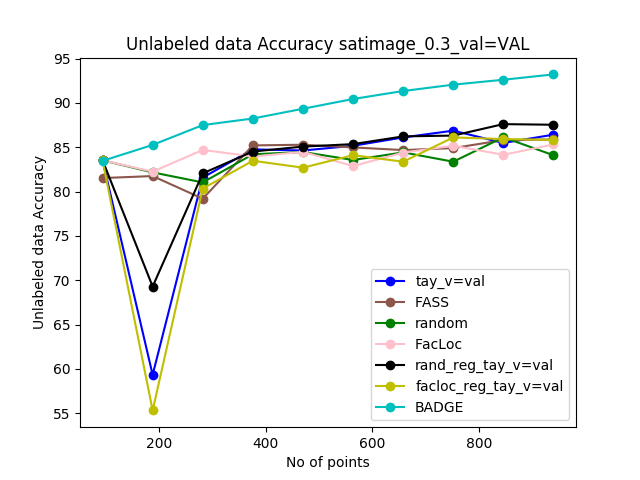 Unlabeled data Accuracy satimage_0.3_val=VAL
95
90
85
80
75
70
65
60
55
Unlabeled data Accuracy
200
400
600
800
No of points
tay_v=val
FASS
random
FacLoc
rand_reg_tay_v=val
facloc_reg_tay_v=val
BADGE